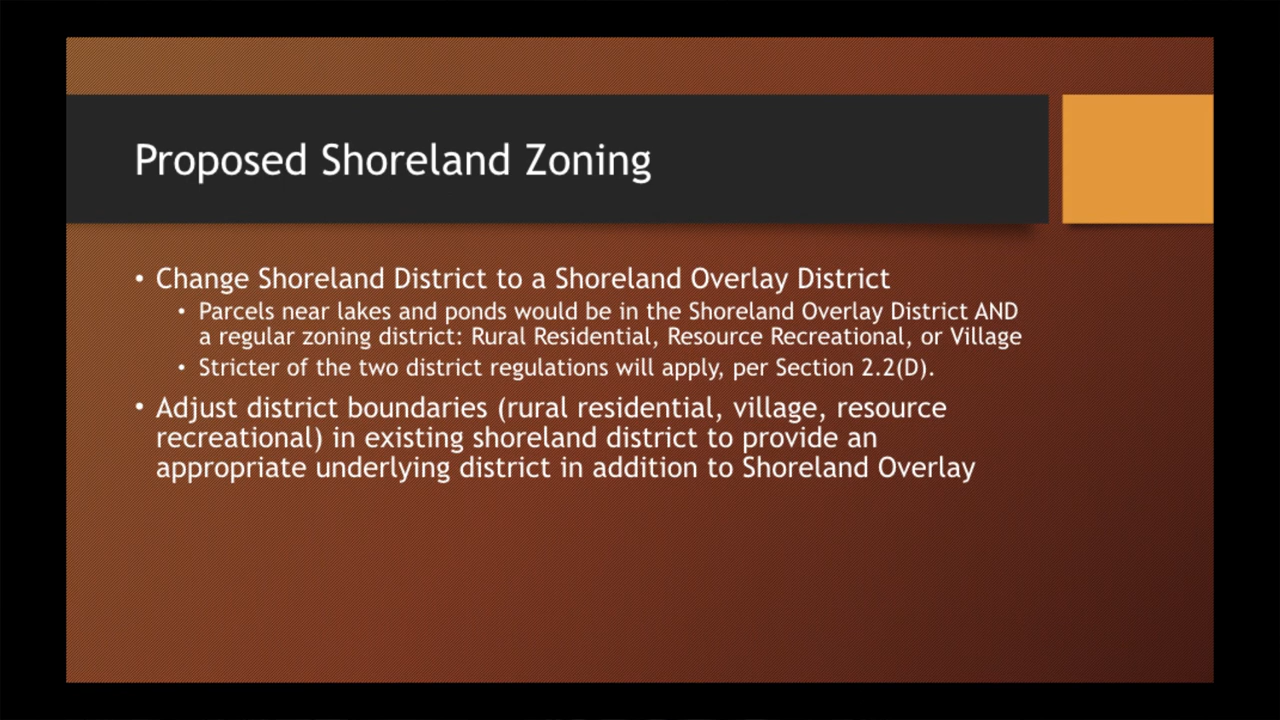 Proposed Shoreland Zoning
• Change Shoreland District to a Shoreland Overlay District
• Parcels near lakes and ponds would be in the Shoreland Overlay District AND
a regular zoning district: Rural Residential, Resource Recreational, or Village
• Stricter of the two district regulations will apply, per Section 2.2(D).
• Adjust district boundaries (rural residential, village, resource
recreational) in existing shoreland district to provide an
appropriate underlying district in addition to Shoreland Overlay